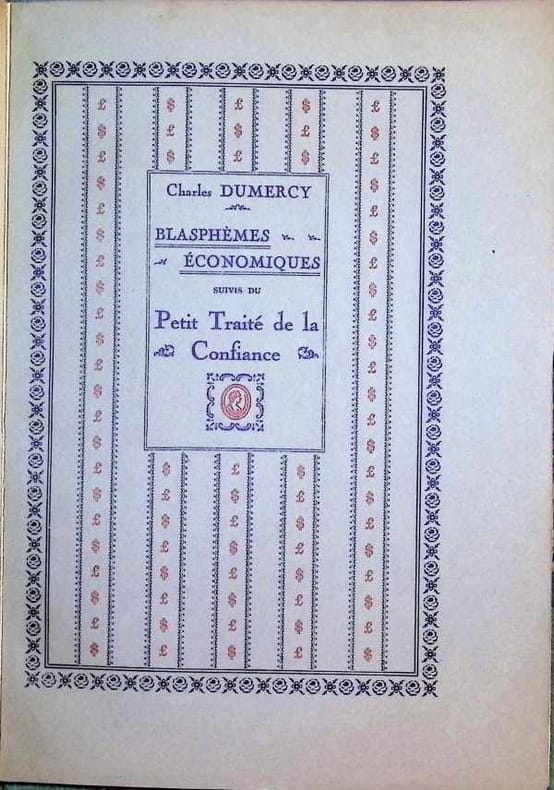 Charles DUMERCY
BLASPHÈMES
ÉCONOMIQUES
SUIVIS DU
Petit Traité de la
Confiance